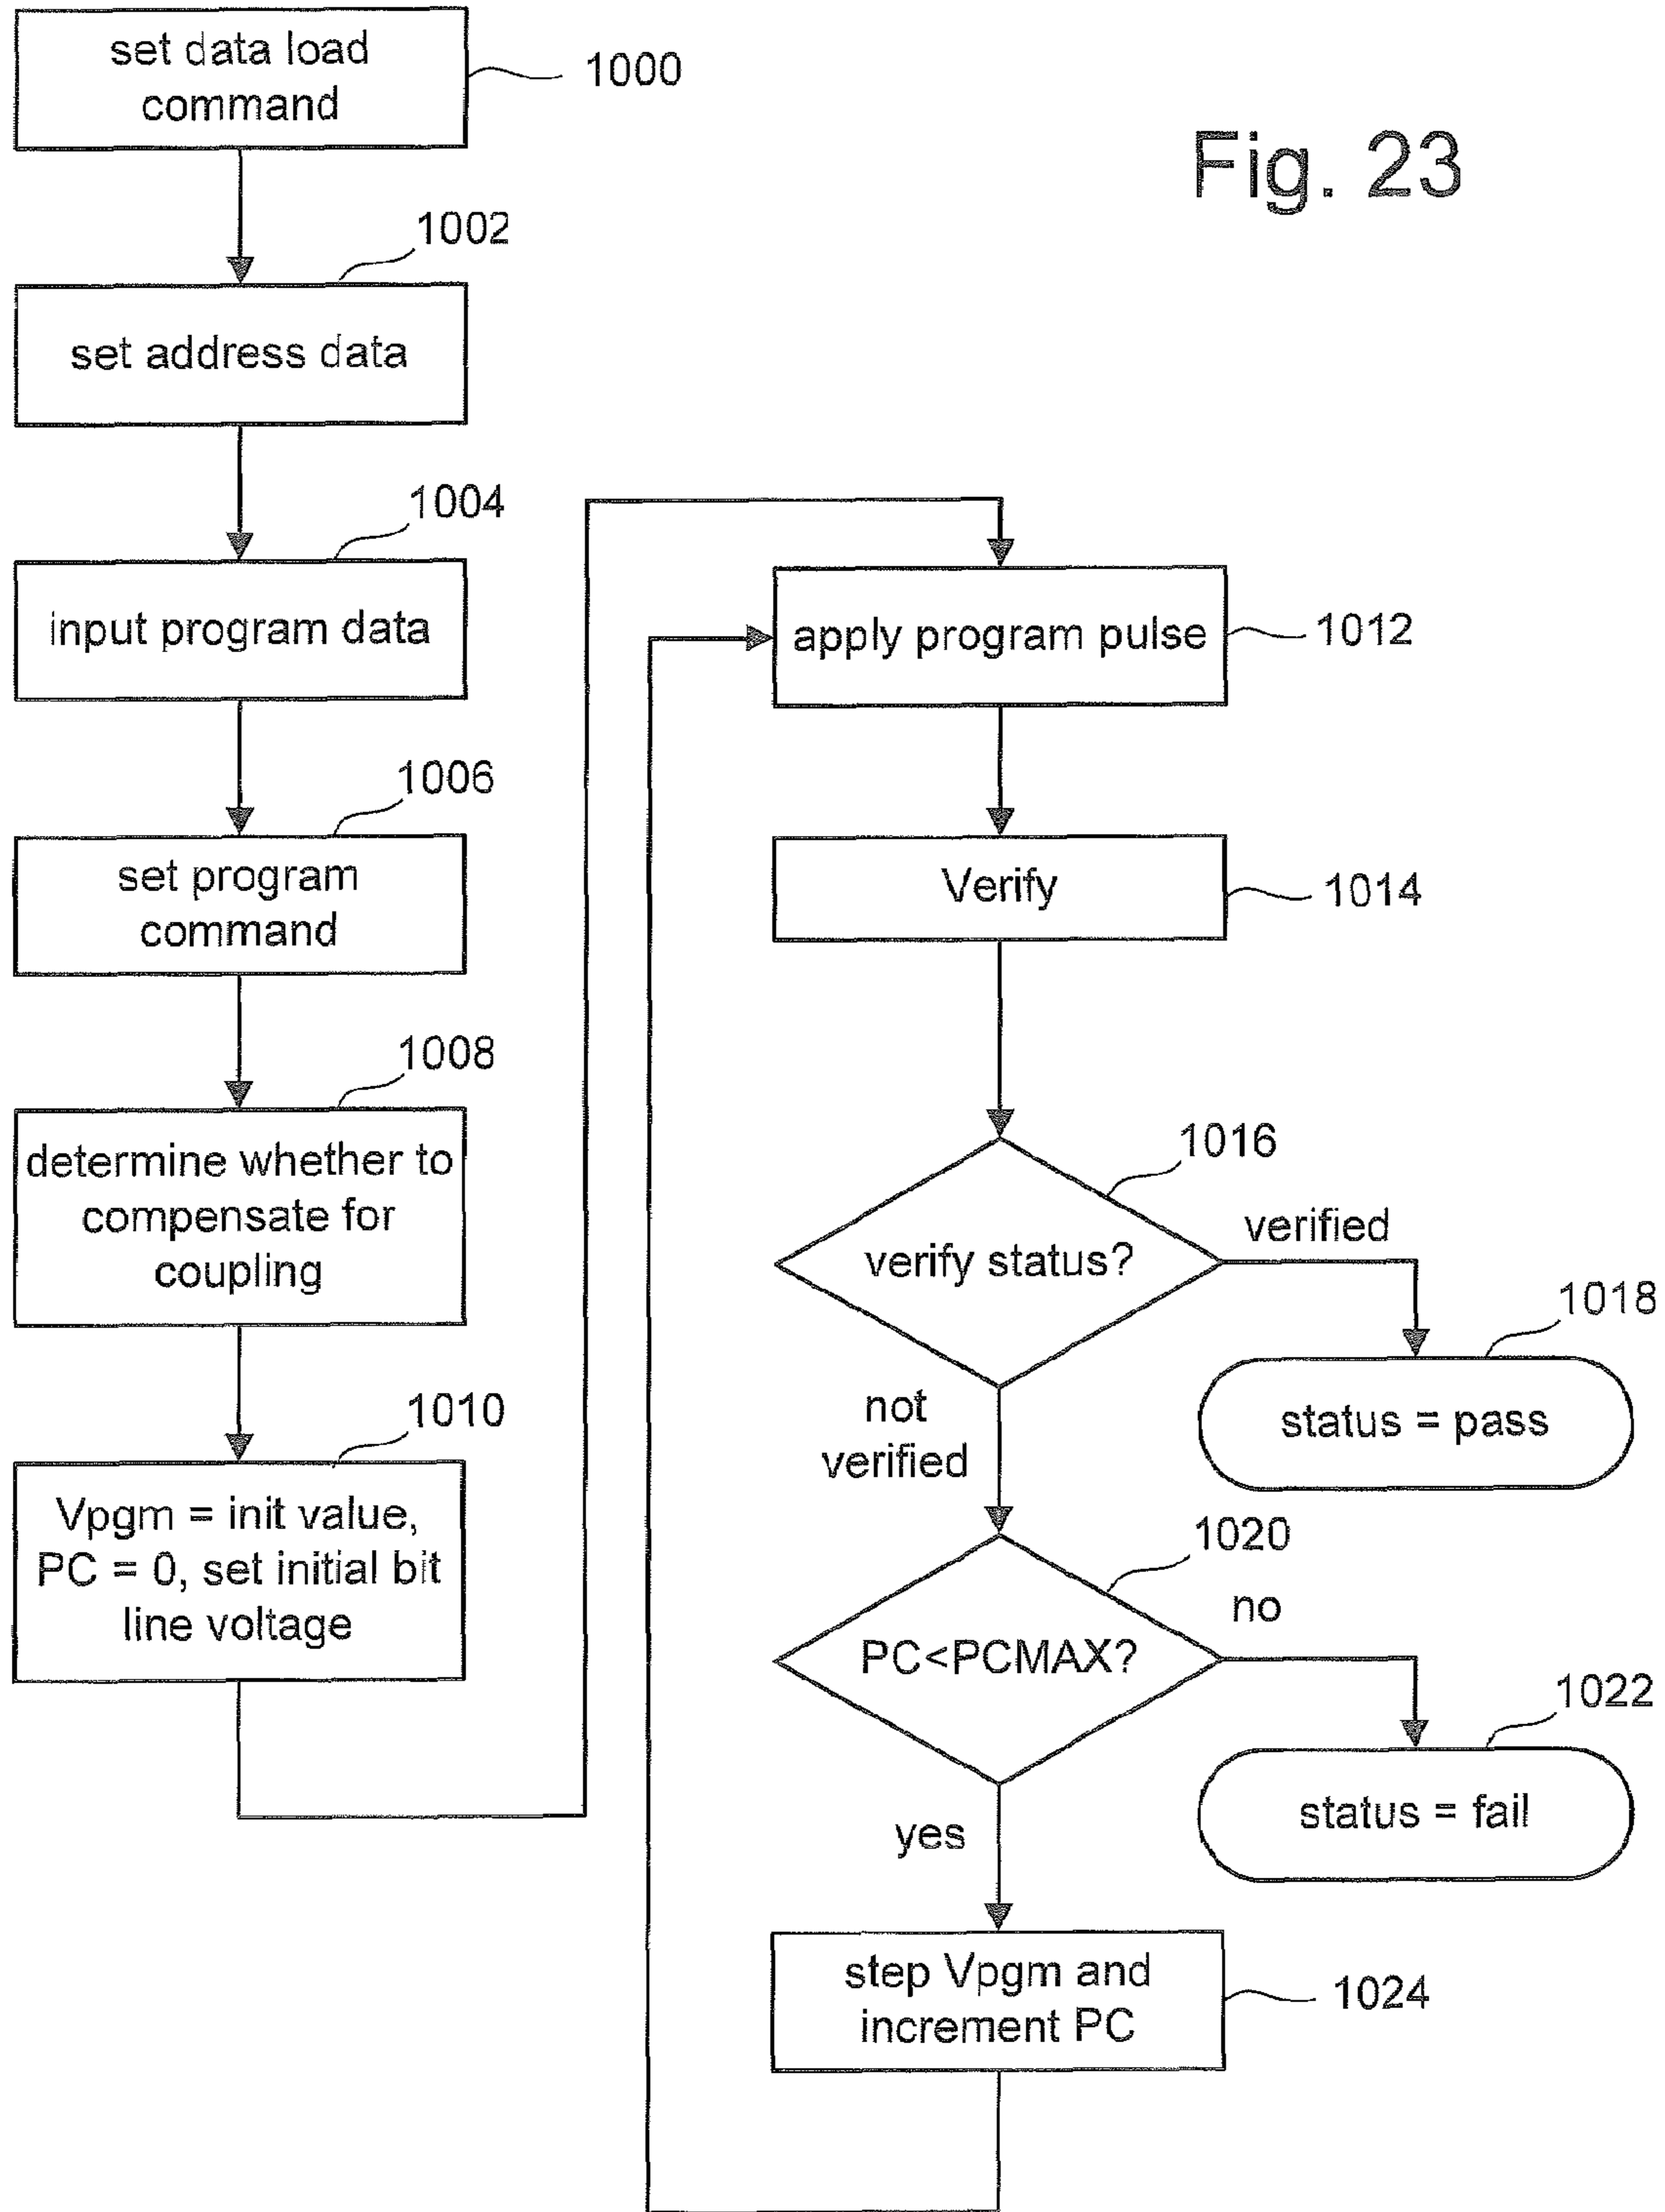 Fig. 23
set data load
command
1000
1002
set address data
1004
input program data
1006
set program
command
1008
determine whether to
compensate for
coupling
1010
Vpgm = init value,
PC = 0, set initial bit
line voltage
apply program pulse
1012
Verify
1014
1016
verify status?
verified
1018
status = pass
not
verified
1020
PC<PCMAX?
no
1022
status = fail
yes
step Vpgm and
increment PC
1024